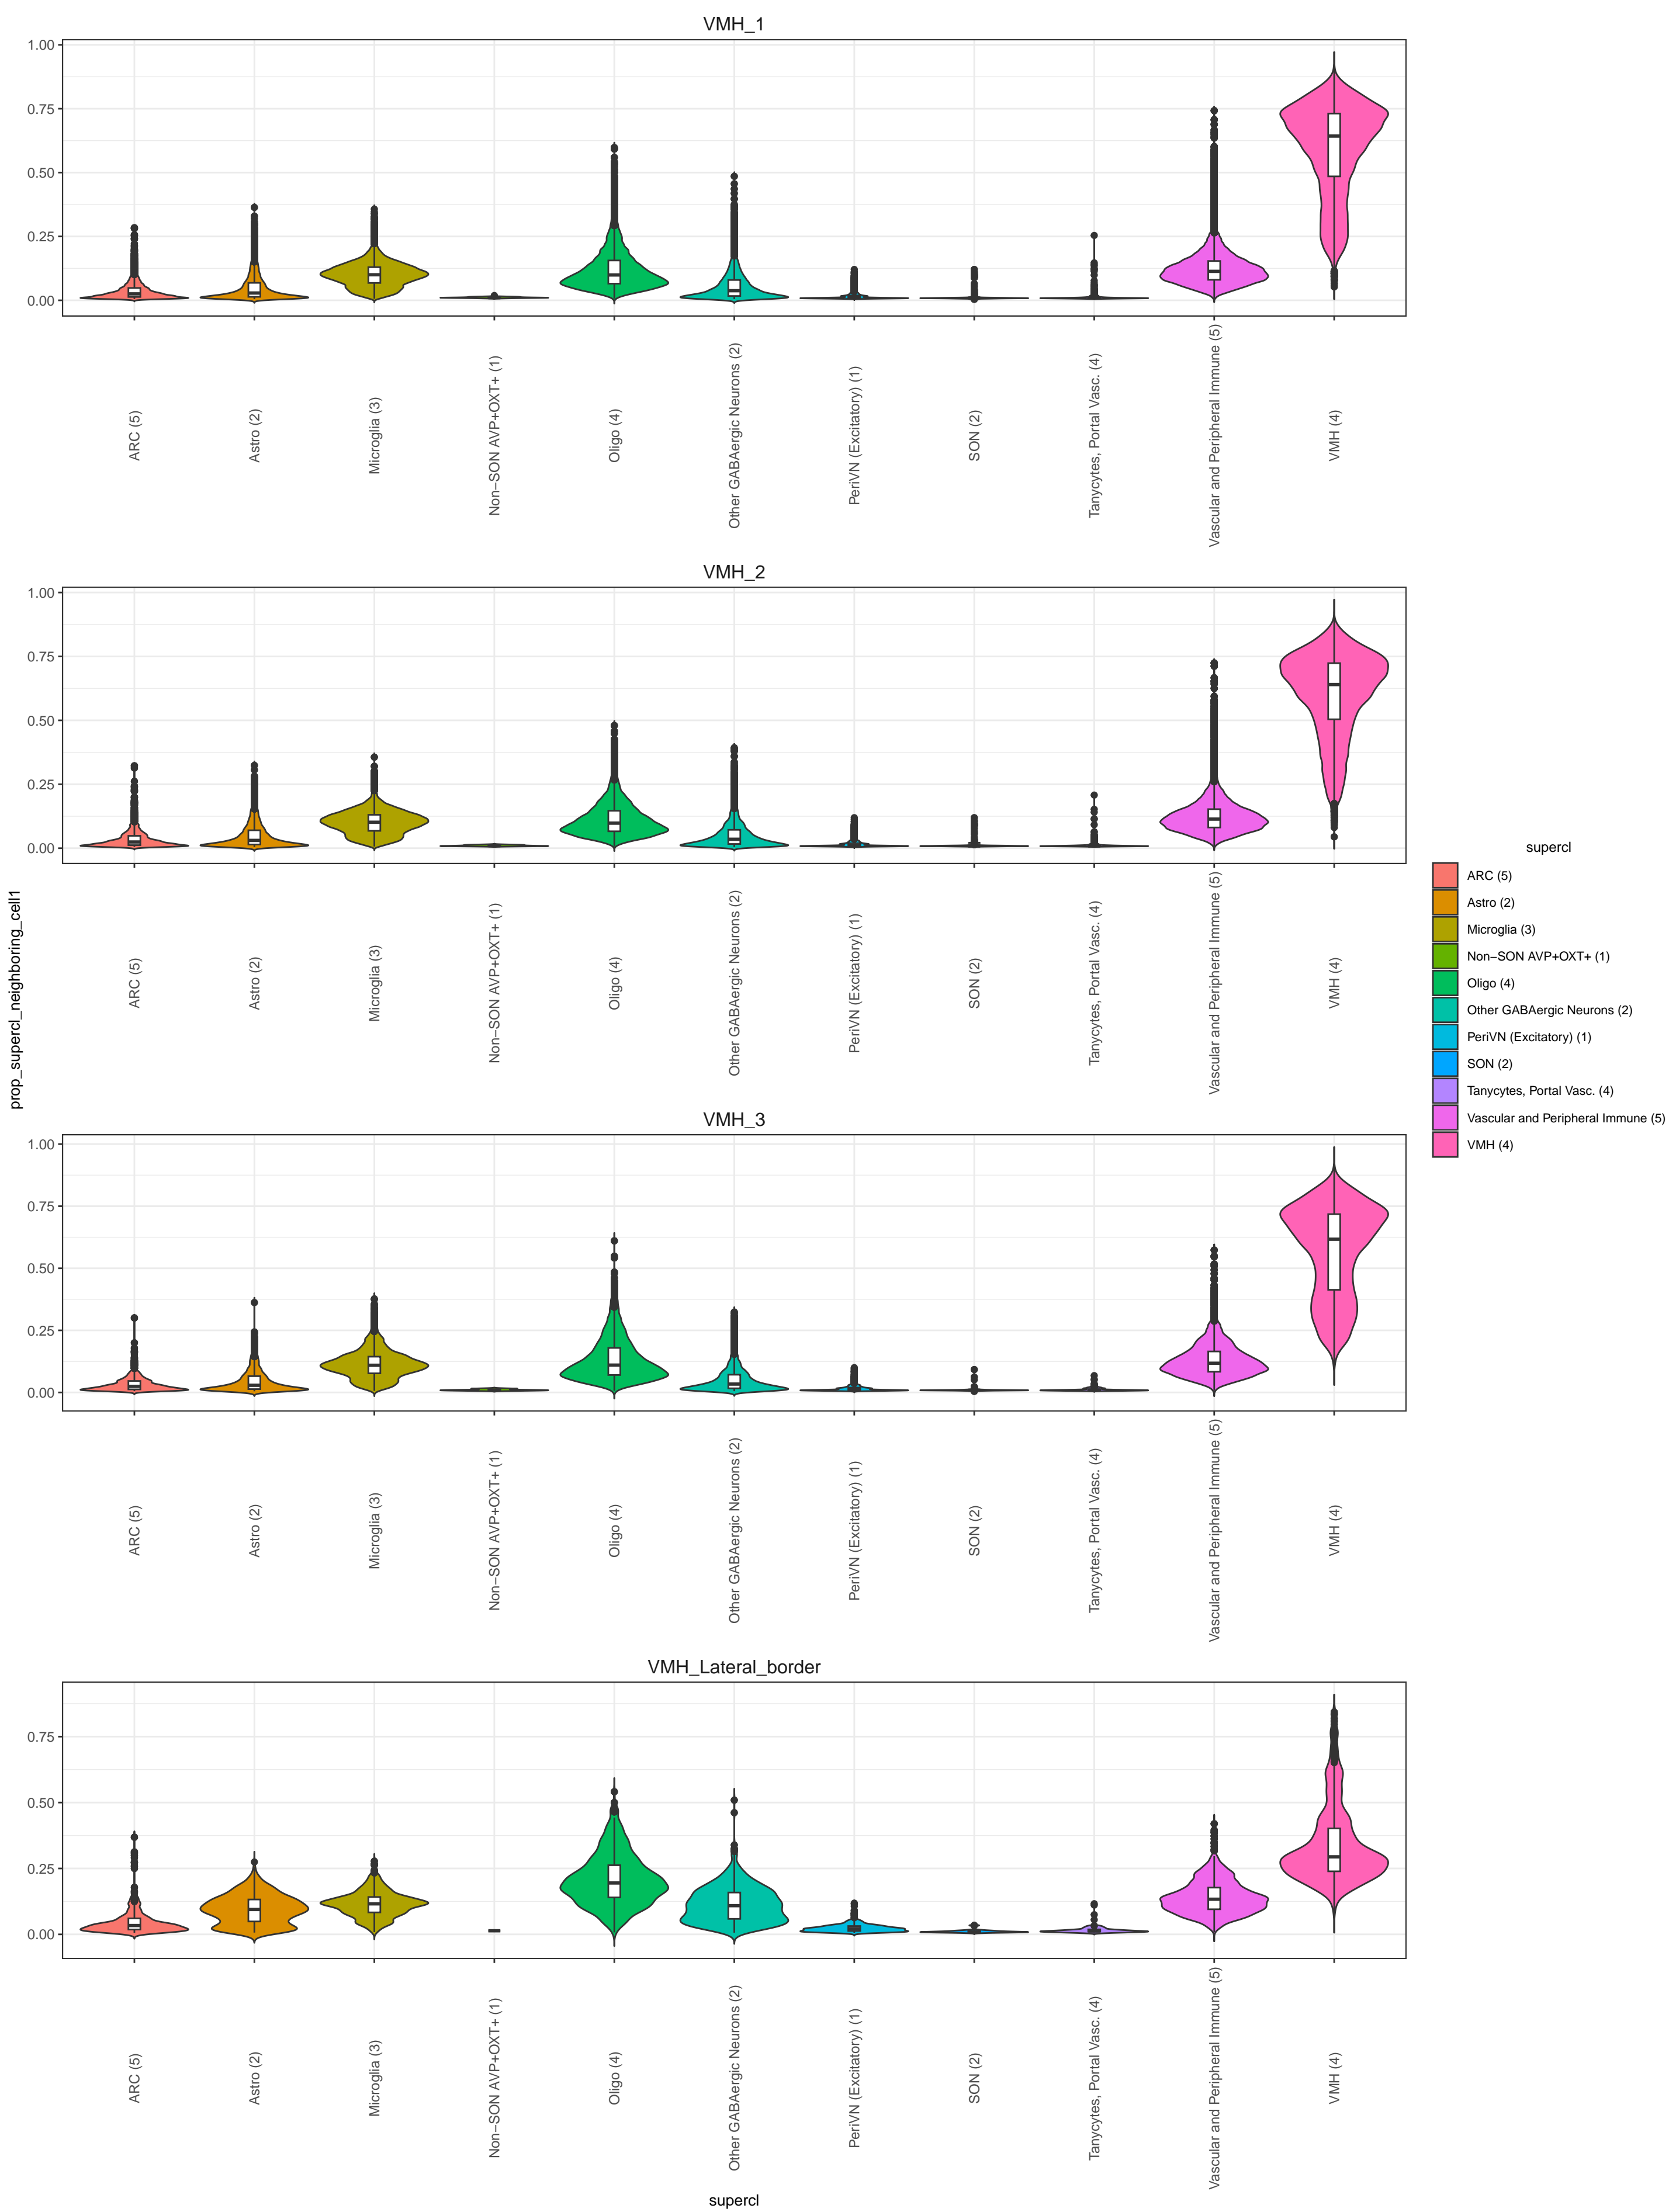 VMH_1
1.00
0.75
0.50
0.25
0.00
ARC (5)
Astro (2)
Microglia (3)
Non−SON AVP+OXT+ (1)
Oligo (4)
Other GABAergic Neurons (2)
PeriVN (Excitatory) (1)
SON (2)
Tanycytes, Portal Vasc. (4)
Vascular and Peripheral Immune (5)
VMH (4)
VMH_2
1.00
0.75
0.50
0.25
0.00
ARC (5)
Astro (2)
Microglia (3)
Non−SON AVP+OXT+ (1)
Oligo (4)
Other GABAergic Neurons (2)
PeriVN (Excitatory) (1)
SON (2)
Tanycytes, Portal Vasc. (4)
Vascular and Peripheral Immune (5)
VMH (4)
prop_supercl_neighboring_cell1
VMH_3
1.00
0.75
0.50
0.25
0.00
ARC (5)
Astro (2)
Microglia (3)
Non−SON AVP+OXT+ (1)
Oligo (4)
Other GABAergic Neurons (2)
PeriVN (Excitatory) (1)
SON (2)
Tanycytes, Portal Vasc. (4)
Vascular and Peripheral Immune (5)
VMH (4)
VMH_Lateral_border
0.75
0.50
0.25
0.00
ARC (5)
Astro (2)
Microglia (3)
Non−SON AVP+OXT+ (1)
Oligo (4)
Other GABAergic Neurons (2)
PeriVN (Excitatory) (1)
SON (2)
Tanycytes, Portal Vasc. (4)
Vascular and Peripheral Immune (5)
VMH (4)
supercl
supercl
ARC (5)
Astro (2)
Microglia (3)
Non−SON AVP+OXT+ (1)
Oligo (4)
Other GABAergic Neurons (2)
PeriVN (Excitatory) (1)
SON (2)
Tanycytes, Portal Vasc. (4)
Vascular and Peripheral Immune (5)
VMH (4)